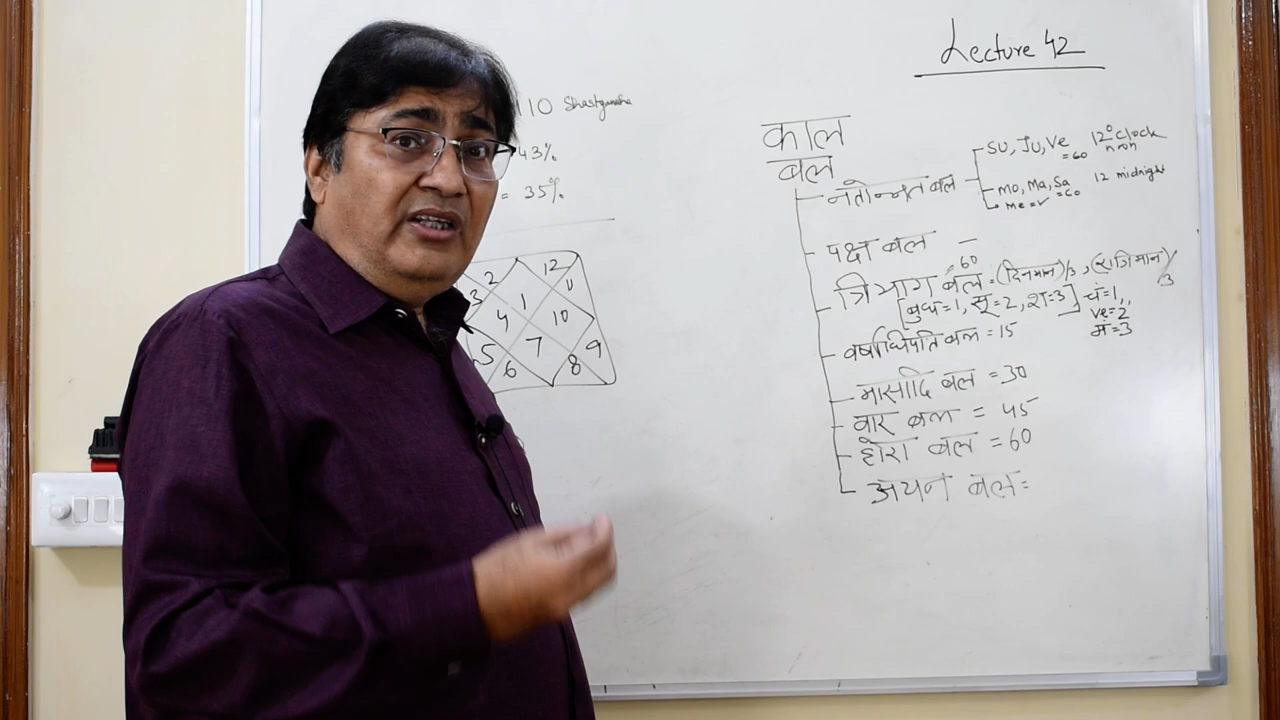 Lecture 42
110 Shastyansha
43%
= 35%
काल
बल
नतोन्नत बल
SU, JU, Ve = 60 12 o'clock noon
Mo, Ma, Sa = 60 12 midnight
Me = ✓
पक्ष बल
त्रिभाग बल = 60 = (दिनमान)/3, (रात्रिमान)/3
[बुध=1, सू=2, श=3] चं=1,
Ve=2
मं=3
वर्षाधिपति बल = 15
मासादि बल = 30
वार बल = 45
होरा बल = 60
अयन बल =
2 12
3 1 11
4 10
5 7 9
6 8